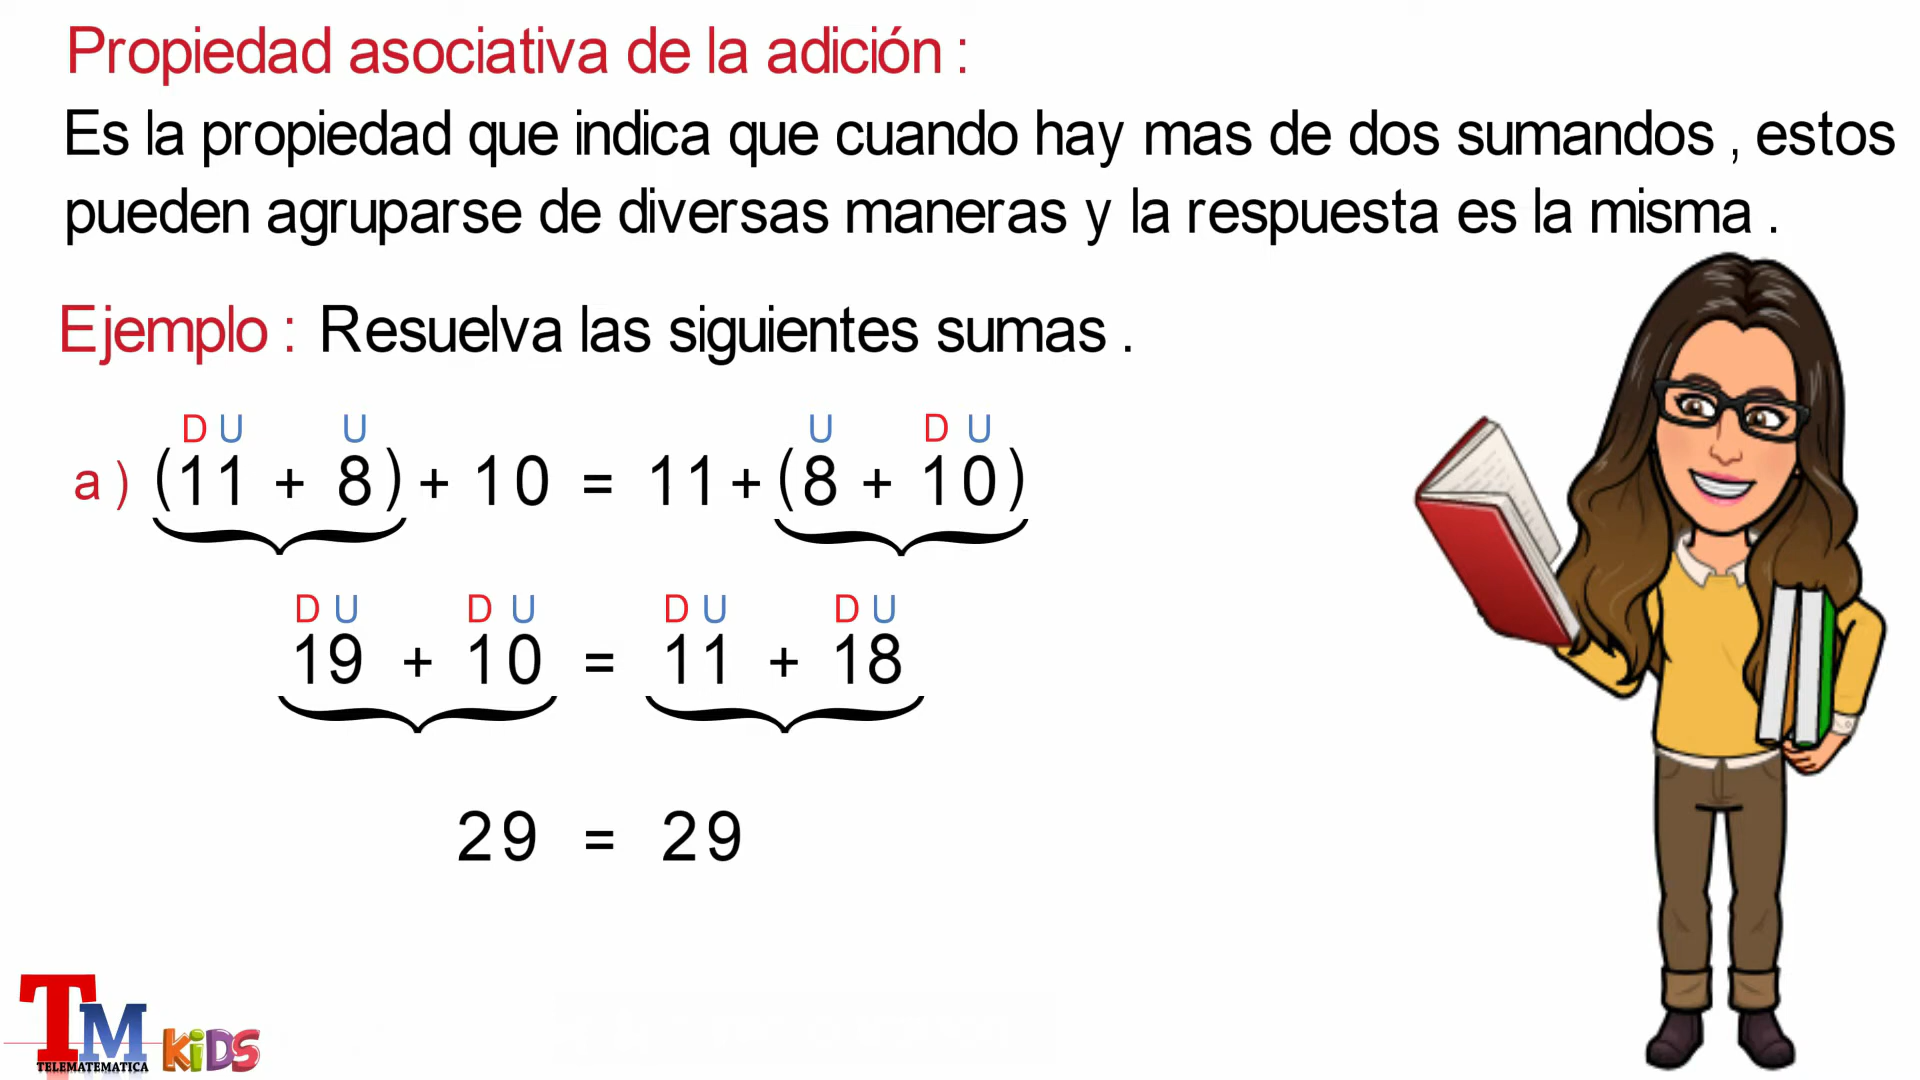 Propiedad asociativa de la adición :
Es la propiedad que indica que cuando hay mas de dos sumandos , estos
pueden agruparse de diversas maneras y la respuesta es la misma .
Ejemplo : Resuelva las siguientes sumas .
D U U U D U
a ) (11 + 8) + 10 = 11 + (8 + 10)
D U D U D U D U
19 + 10 = 11 + 18
29 = 29
TM KiDS
TELEMATEMATICA